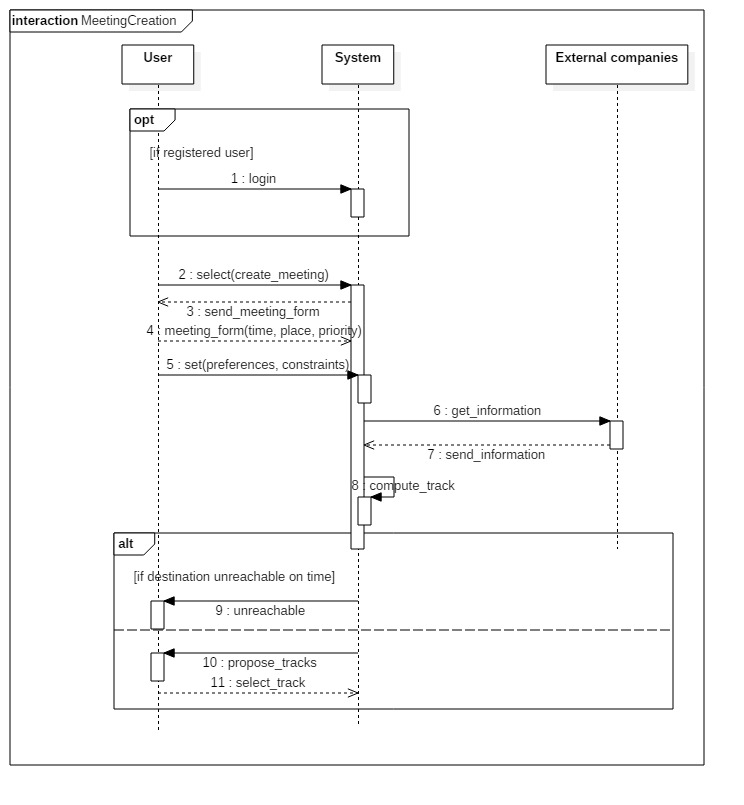 interaction MeetingCreation
User
System
External companies
opt
[if registered user]
1 : login
2 : select(create_meeting)
3 : send_meeting_form
4 : meeting_form(time, place, priority)
5 : set(preferences, constraints)
6 : get_information
7 : send_information
8 : compute_track
alt
[if destination unreachable on time]
9 : unreachable
10 : propose_tracks
11 : select_track